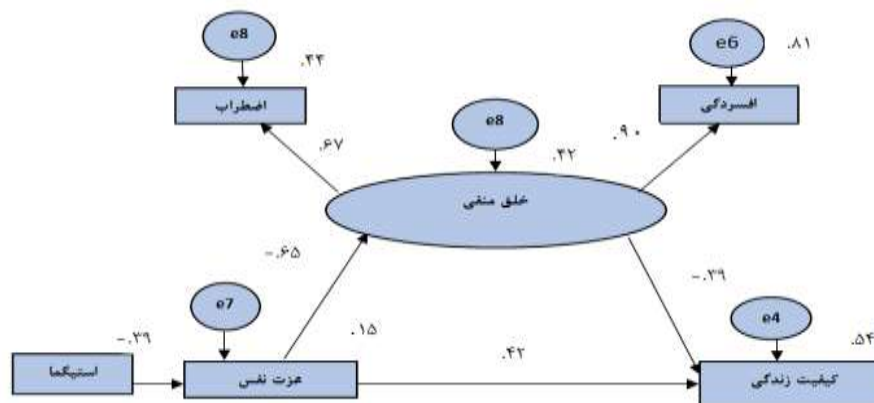 e8
.۴۴
اضطراب
e6
.۸۱
افسردگی
e8
.۴۲
.۶۷
.۹۰
خلق منفی
-.۶۵
-.۳۹
e7
.۱۵
-.۳۹
استیگما
عزت نفس
.۴۲
e4
.۵۴
کیفیت زندگی